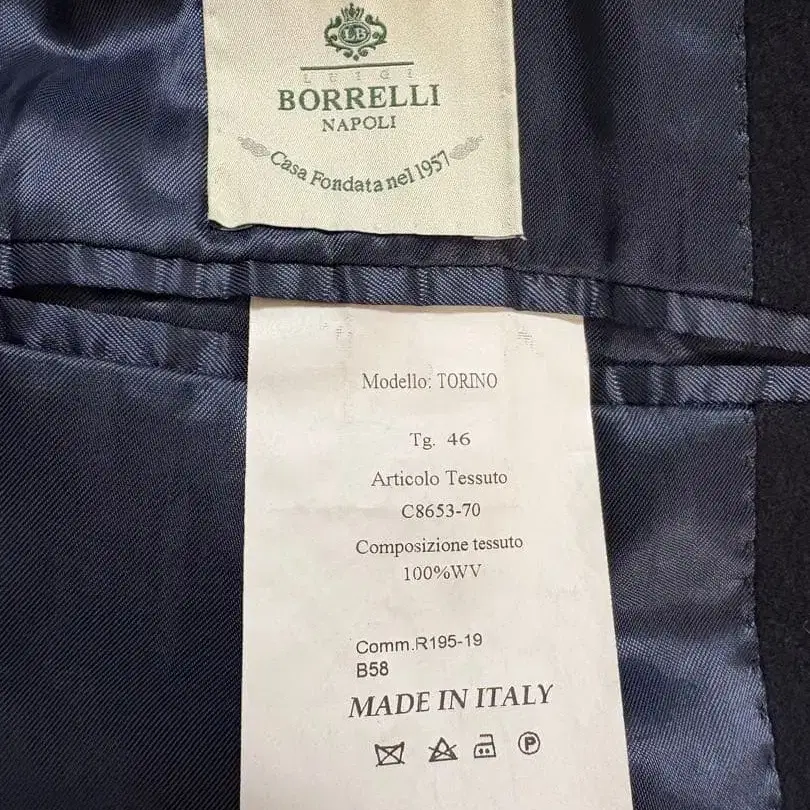 LB
LUIGI
BORRELLI
NAPOLI
Casa Fondata nel 1957
Modello: TORINO
Tg. 46
Articolo Tessuto
C8653-70
Composizione tessuto
100%WV
Comm.R195-19
B58
MADE IN ITALY
P